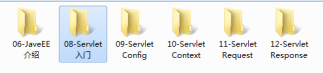 06-JaveEE
介绍
08-Servlet
入门
09-Servlet
Config
10-Servlet
Context
11-Servlet
Request
12-Servlet
Response